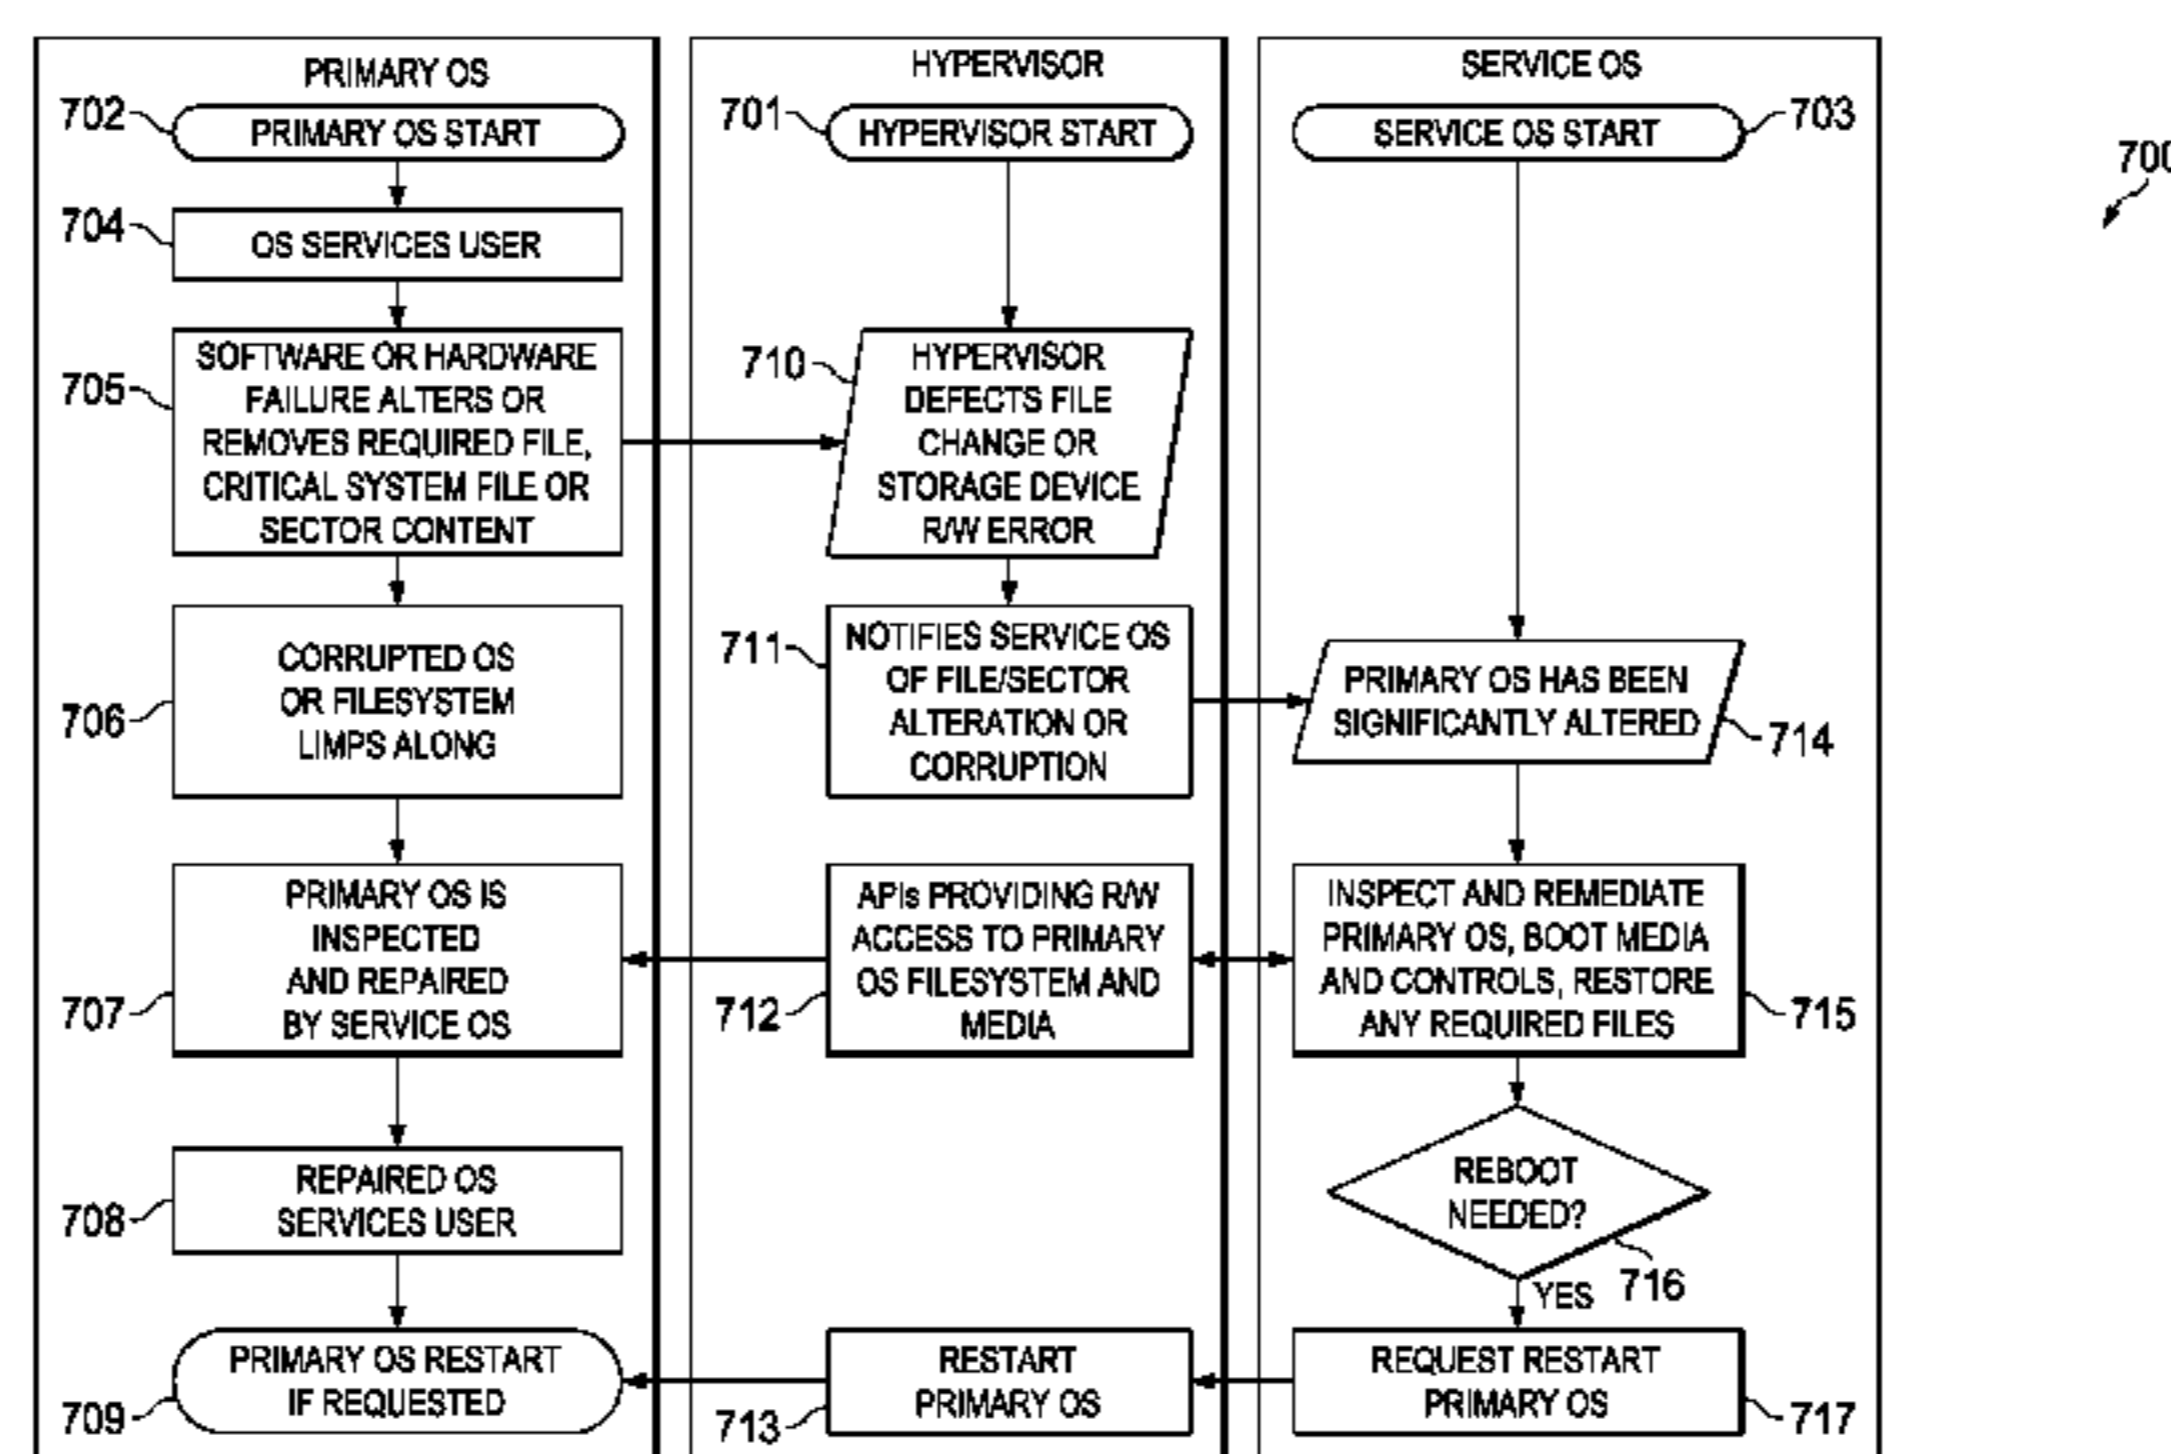 PRIMARY OS
702
PRIMARY OS START
704
OS SERVICES USER
705
SOFTWARE OR HARDWARE
FAILURE ALTERS OR
REMOVES REQUIRED FILE,
CRITICAL SYSTEM FILE OR
SECTOR CONTENT
706
CORRUPTED OS
OR FILESYSTEM
LIMPS ALONG
707
PRIMARY OS IS
INSPECTED
AND REPAIRED
BY SERVICE OS
708
REPAIRED OS
SERVICES USER
709
PRIMARY OS RESTART
IF REQUESTED
HYPERVISOR
701
HYPERVISOR START
710
HYPERVISOR
DEFECTS FILE
CHANGE OR
STORAGE DEVICE
R/W ERROR
711
NOTIFIES SERVICE OS
OF FILE/SECTOR
ALTERATION OR
CORRUPTION
712
APIs PROVIDING R/W
ACCESS TO PRIMARY
OS FILESYSTEM AND
MEDIA
713
RESTART
PRIMARY OS
SERVICE OS
703
SERVICE OS START
PRIMARY OS HAS BEEN
SIGNIFICANTLY ALTERED
714
INSPECT AND REMEDIATE
PRIMARY OS, BOOT MEDIA
AND CONTROLS, RESTORE
ANY REQUIRED FILES
715
REBOOT
NEEDED?
716
YES
REQUEST RESTART
PRIMARY OS
717
700